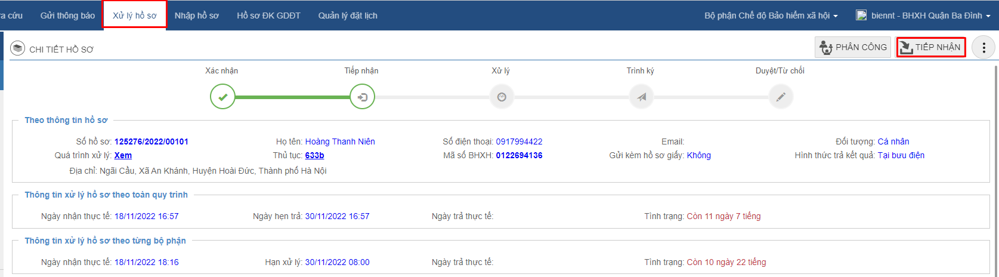 a cứu Gửi thông báo Xử lý hồ sơ Nhập hồ sơ Hồ sơ ĐK GDĐT Quản lý đặt lịch Bộ phận Chế độ Bảo hiểm xã hội biennt - BHXH Quận Ba Đình
CHI TIẾT HỒ SƠ PHÂN CÔNG TIẾP NHẬN
Xác nhận Tiếp nhận Xử lý Trình ký Duyệt/Từ chối
Theo thông tin hồ sơ
Số hồ sơ: 125276/2022/00101 Họ tên: Hoàng Thanh Niên Số điện thoại: 0917994422 Email: Đối tượng: Cá nhân
Quá trình xử lý: Xem Thủ tục: 633b Mã số BHXH: 0122694136 Gửi kèm hồ sơ giấy: Không Hình thức trả kết quả: Tại bưu điện
Địa chỉ: Ngãi Cầu, Xã An Khánh, Huyện Hoài Đức, Thành phố Hà Nội
Thông tin xử lý hồ sơ theo toàn quy trình
Ngày nhận thực tế: 18/11/2022 16:57 Ngày hẹn trả: 30/11/2022 16:57 Ngày trả thực tế: Tình trạng: Còn 11 ngày 7 tiếng
Thông tin xử lý hồ sơ theo từng bộ phận
Ngày nhận thực tế: 18/11/2022 18:16 Hạn xử lý: 30/11/2022 08:00 Ngày trả thực tế: Tình trạng: Còn 10 ngày 22 tiếng